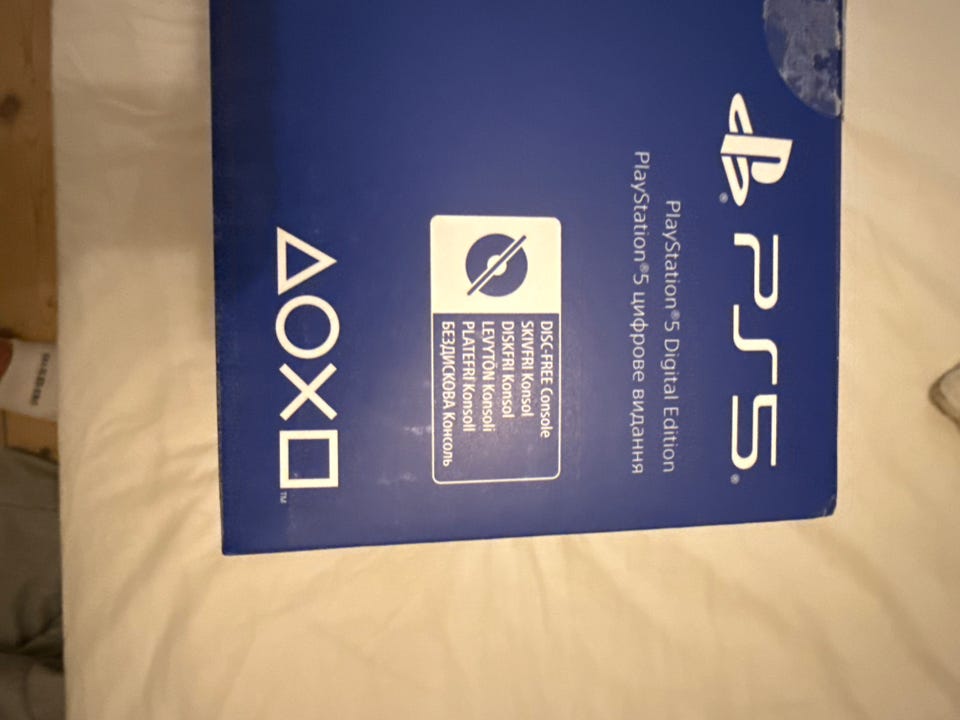 PS5®
PlayStation®5 Digital Edition
PlayStation®5 цифрове видання
DISC-FREE Console
SKIVFRI Konsol
DISKFRI Konsol
LEVYTÖN Konsoli
PLATEFRI Konsoll
БЕЗДИСКОВА Консоль
TM